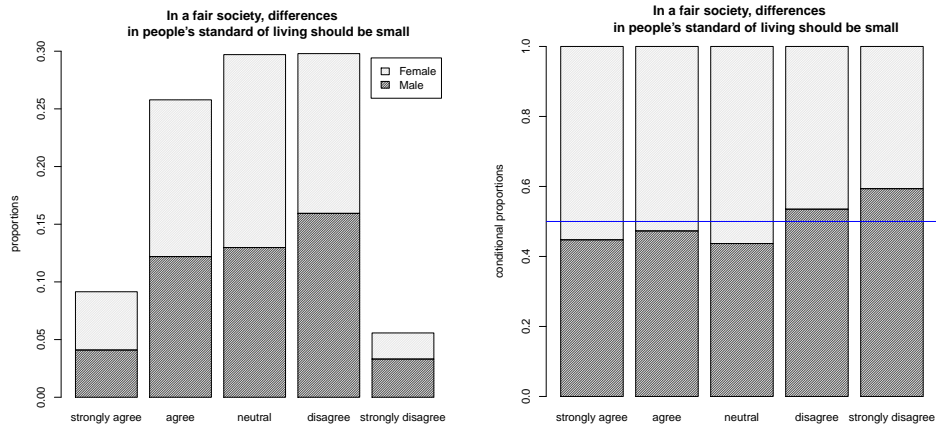 In a fair society, differences
in people's standard of living should be small
proportions
0.30
0.25
0.20
0.15
0.10
0.05
0.00
Female
Male
strongly agree agree neutral disagree strongly disagree
In a fair society, differences
in people's standard of living should be small
conditional proportions
1.0
0.8
0.6
0.4
0.2
0.0
strongly agree agree neutral disagree strongly disagree